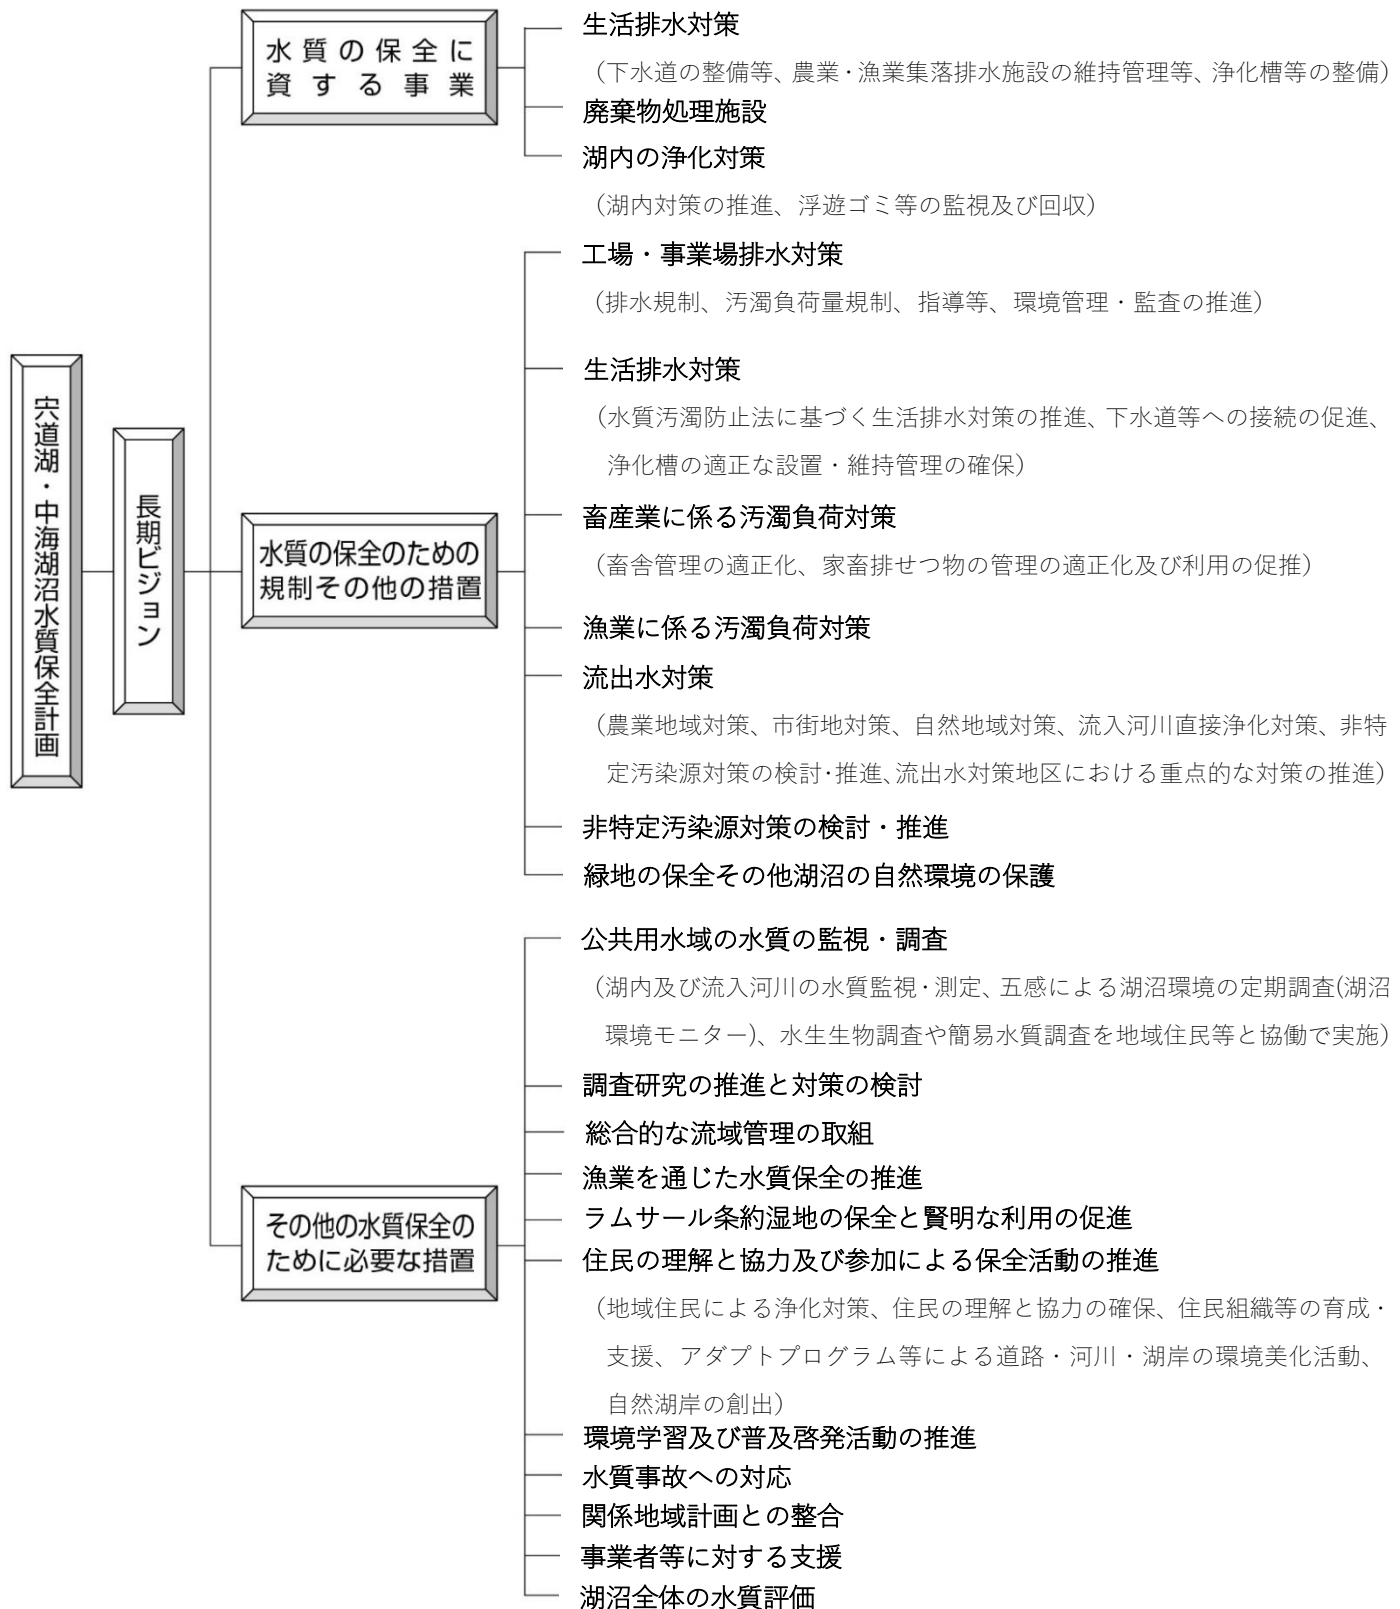 宍道湖・中海湖沼水質保全計画
長期ビジョン
水質の保全に
資する事業
生活排水対策
（下水道の整備等、農業・漁業集落排水施設の維持管理等、浄化槽等の整備）
廃棄物処理施設
湖内の浄化対策
（湖内対策の推進、浮遊ゴミ等の監視及び回収）
水質の保全のための
規制その他の措置
工場・事業場排水対策
（排水規制、汚濁負荷量規制、指導等、環境管理・監査の推進）
生活排水対策
（水質汚濁防止法に基づく生活排水対策の推進、下水道等への接続の促進、
浄化槽の適正な設置・維持管理の確保）
畜産業に係る汚濁負荷対策
（畜舎管理の適正化、家畜排せつ物の管理の適正化及び利用の促推）
漁業に係る汚濁負荷対策
流出水対策
（農業地域対策、市街地対策、自然地域対策、流入河川直接浄化対策、非特
定汚染源対策の検討・推進、流出水対策地区における重点的な対策の推進）
非特定汚染源対策の検討・推進
緑地の保全その他湖沼の自然環境の保護
その他の水質保全の
ために必要な措置
公共用水域の水質の監視・調査
（湖内及び流入河川の水質監視・測定、五感による湖沼環境の定期調査(湖沼
環境モニター)、水生生物調査や簡易水質調査を地域住民等と協働で実施）
調査研究の推進と対策の検討
総合的な流域管理の取組
漁業を通じた水質保全の推進
ラムサール条約湿地の保全と賢明な利用の促進
住民の理解と協力及び参加による保全活動の推進
（地域住民による浄化対策、住民の理解と協力の確保、住民組織等の育成・
支援、アダプトプログラム等による道路・河川・湖岸の環境美化活動、
自然湖岸の創出）
環境学習及び普及啓発活動の推進
水質事故への対応
関係地域計画との整合
事業者等に対する支援
湖沼全体の水質評価